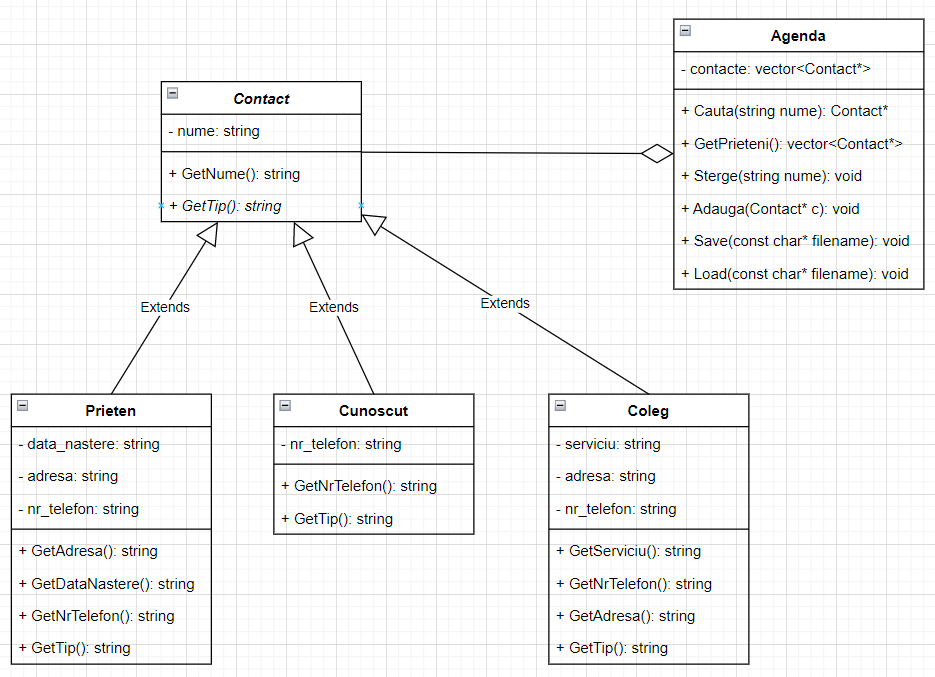 Agenda
- contacte: vector<Contact*>
+ Cauta(string nume): Contact*
+ GetPrieteni(): vector<Contact*>
+ Sterge(string nume): void
+ Adauga(Contact* c): void
+ Save(const char* filename): void
+ Load(const char* filename): void
Contact
- nume: string
+ GetNume(): string
+ GetTip(): string
Extends
Extends
Extends
Prieten
- data_nastere: string
- adresa: string
- nr_telefon: string
+ GetAdresa(): string
+ GetDataNastere(): string
+ GetNrTelefon(): string
+ GetTip(): string
Cunoscut
- nr_telefon: string
+ GetNrTelefon(): string
+ GetTip(): string
Coleg
- serviciu: string
- adresa: string
- nr_telefon: string
+ GetServiciu(): string
+ GetNrTelefon(): string
+ GetAdresa(): string
+ GetTip(): string